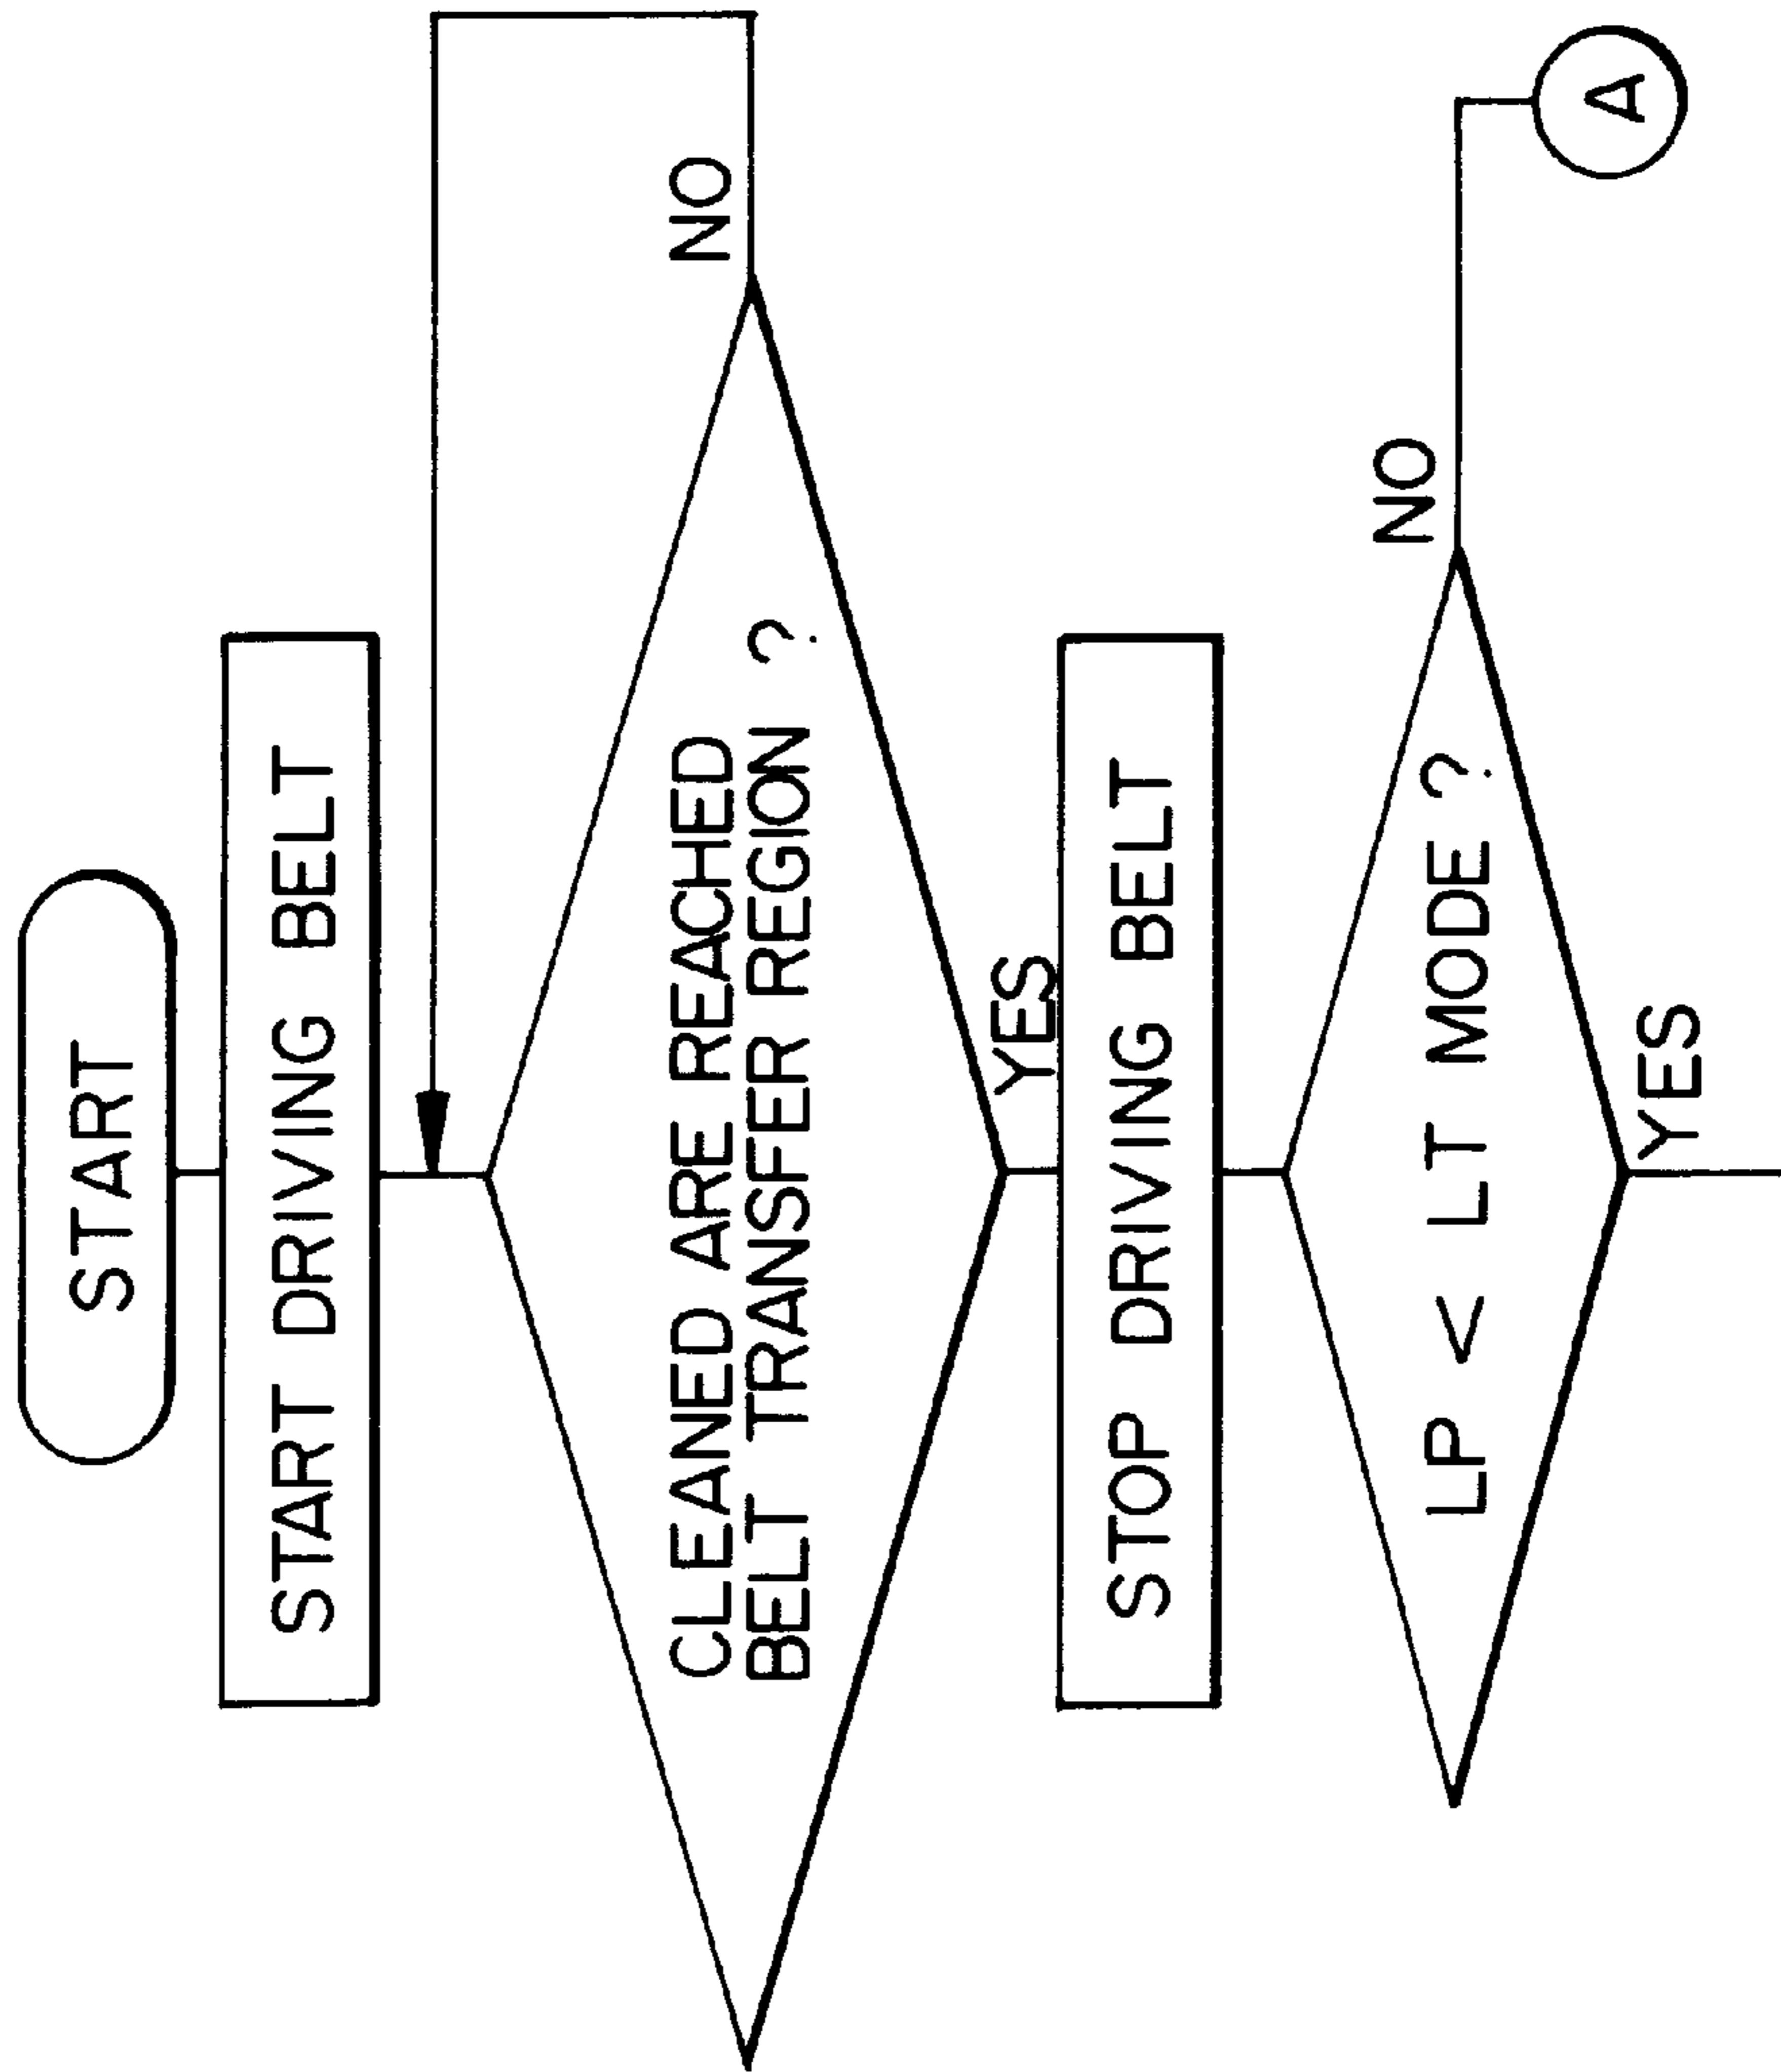 START
START DRIVING BELT
CLEANED ARE REACHED
BELT TRANSFER REGION ?
NO
YES
STOP DRIVING BELT
LP < LT MODE ?
NO
A
YES